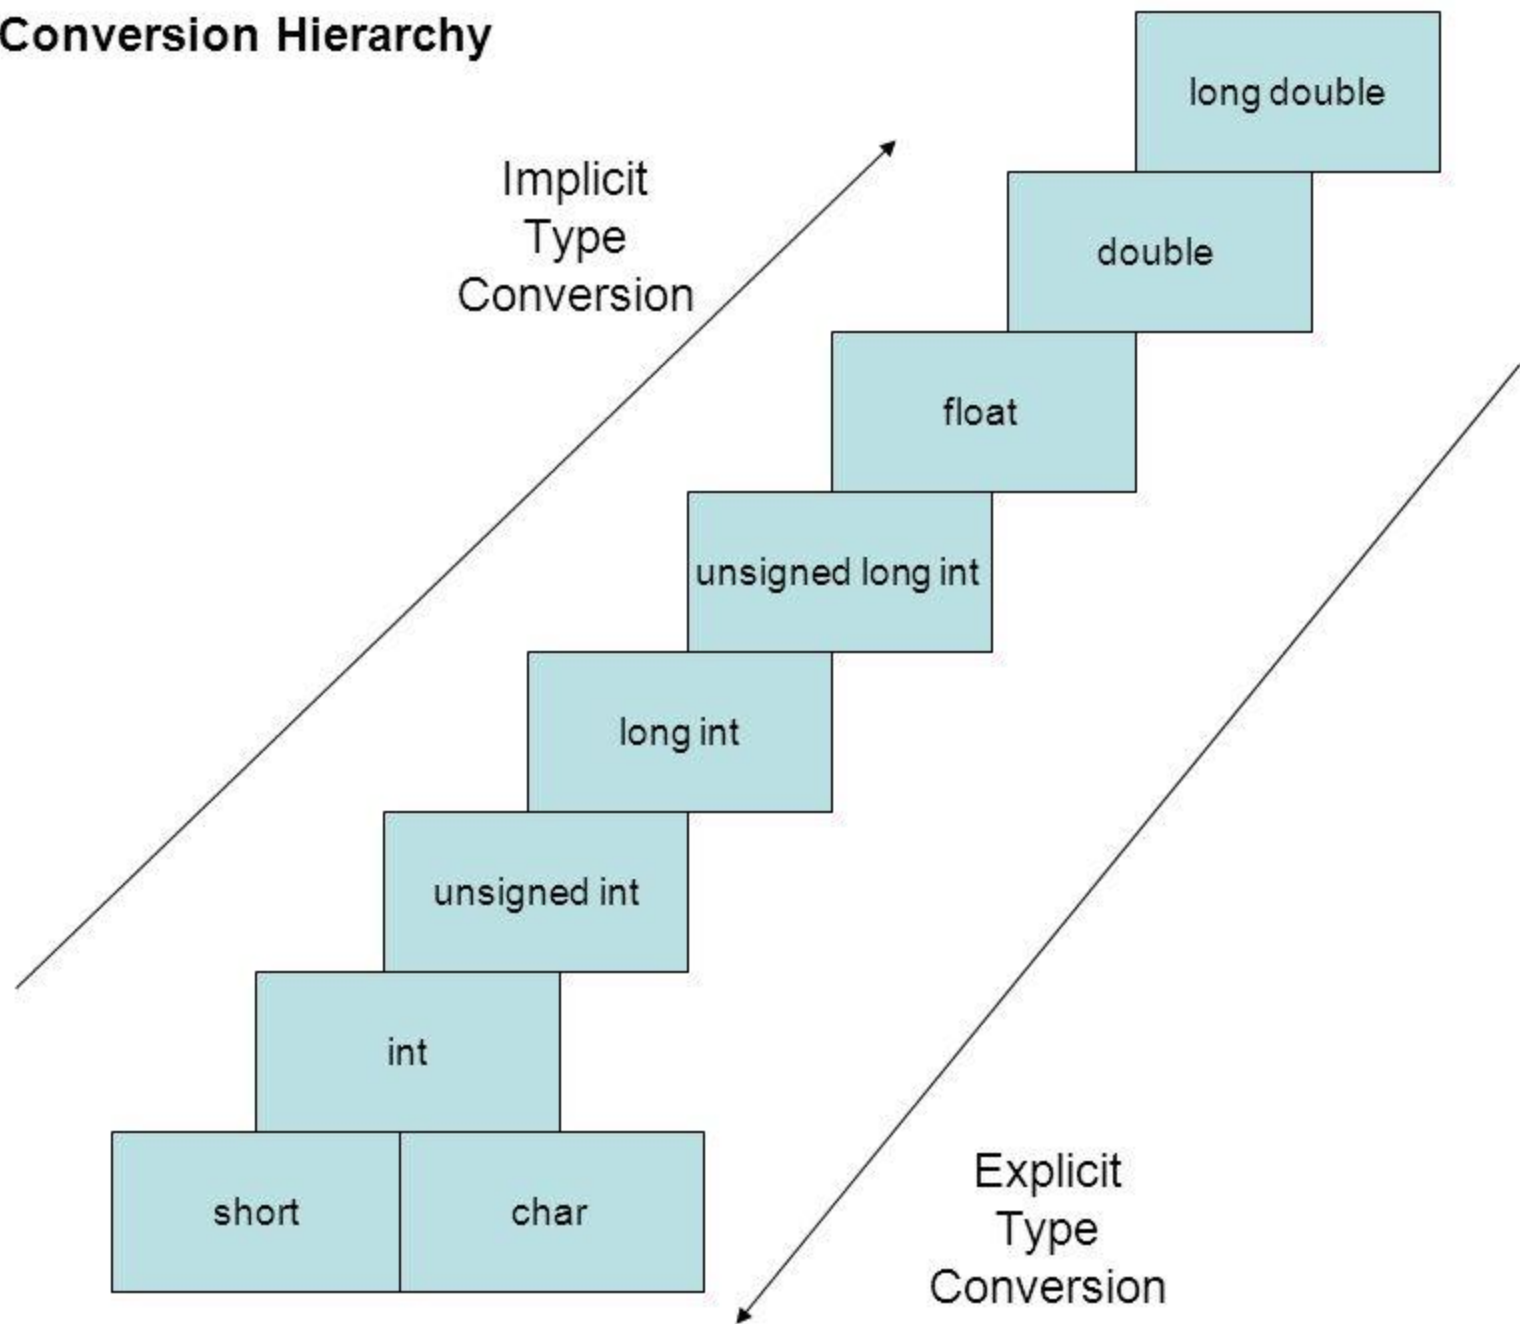 Conversion Hierarchy
long double
Implicit
Type
Conversion
double
float
unsigned long int
long int
unsigned int
int
short
char
Explicit
Type
Conversion